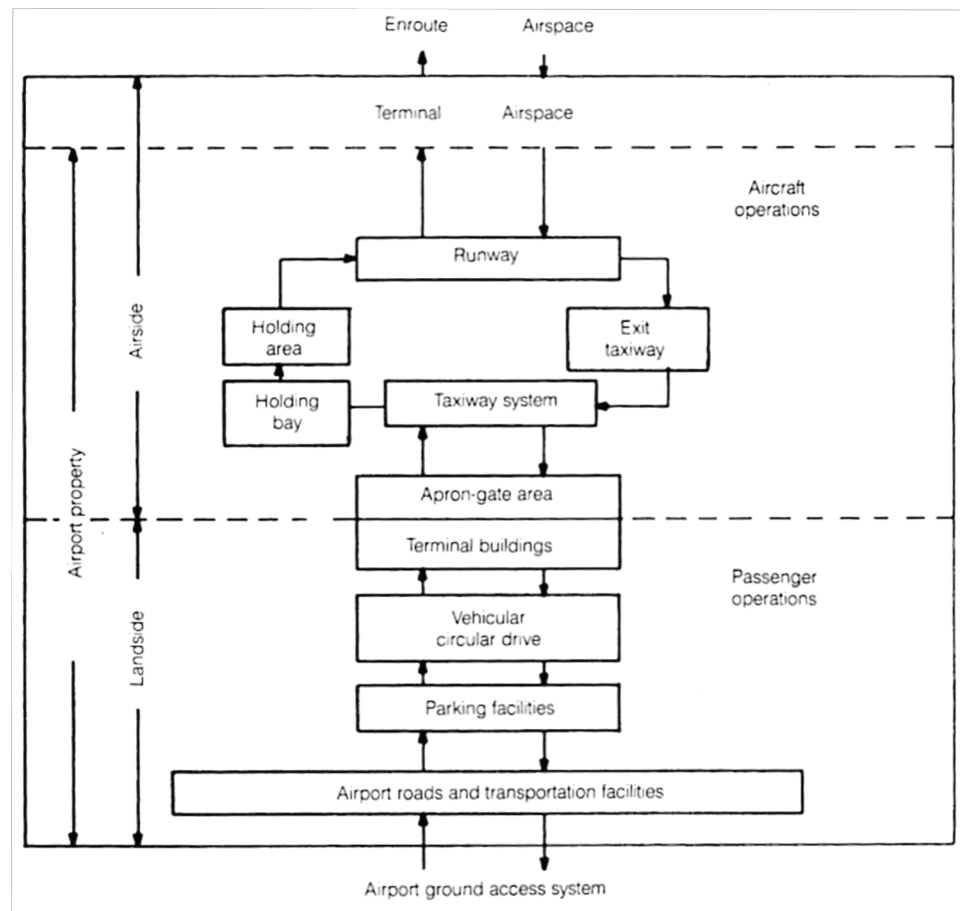 Enroute Airspace
Terminal Airspace
Aircraft
operations
Runway
Holding
area
Exit
taxiway
Airside
Holding
bay
Taxiway system
Apron-gate area
Airport property
Terminal buildings
Passenger
operations
Vehicular
circular drive
Landside
Parking facilities
Airport roads and transportation facilities
Airport ground access system